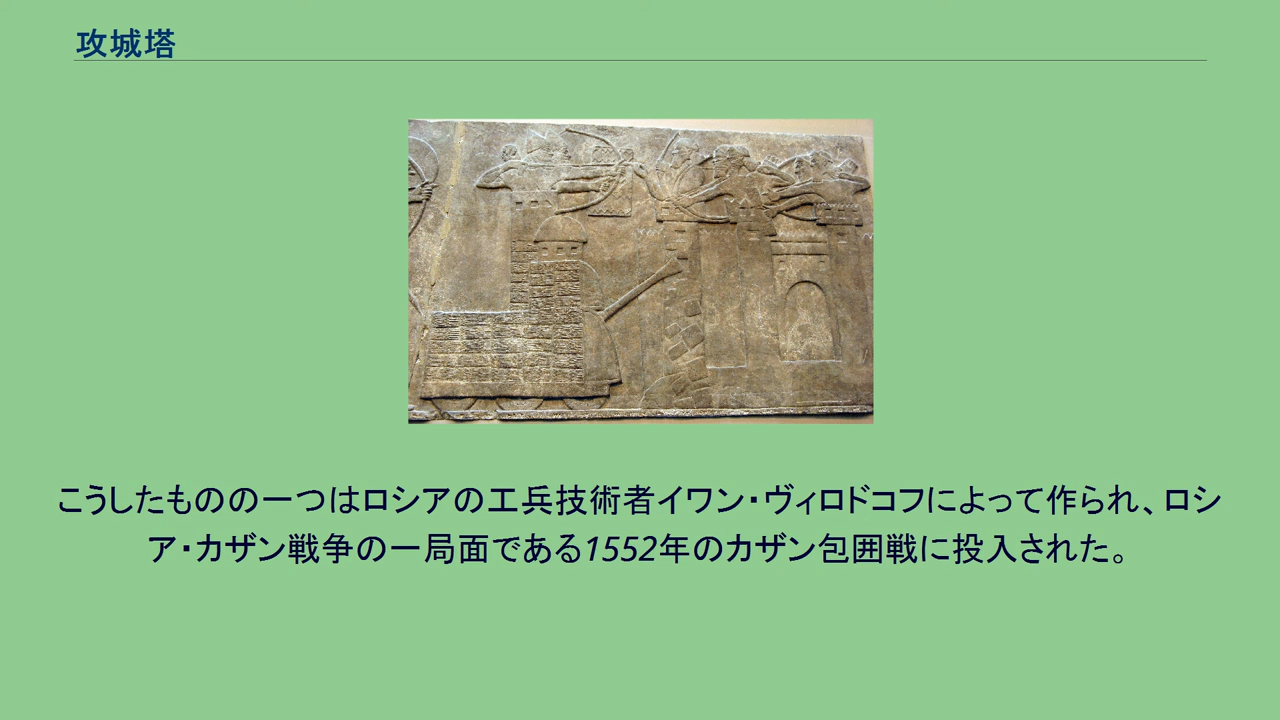 攻城塔
こうしたものの一つはロシアの工兵技術者イワン・ヴィロドコフによって作られ、ロシ
ア・カザン戦争の一局面である1552年のカザン包囲戦に投入された。